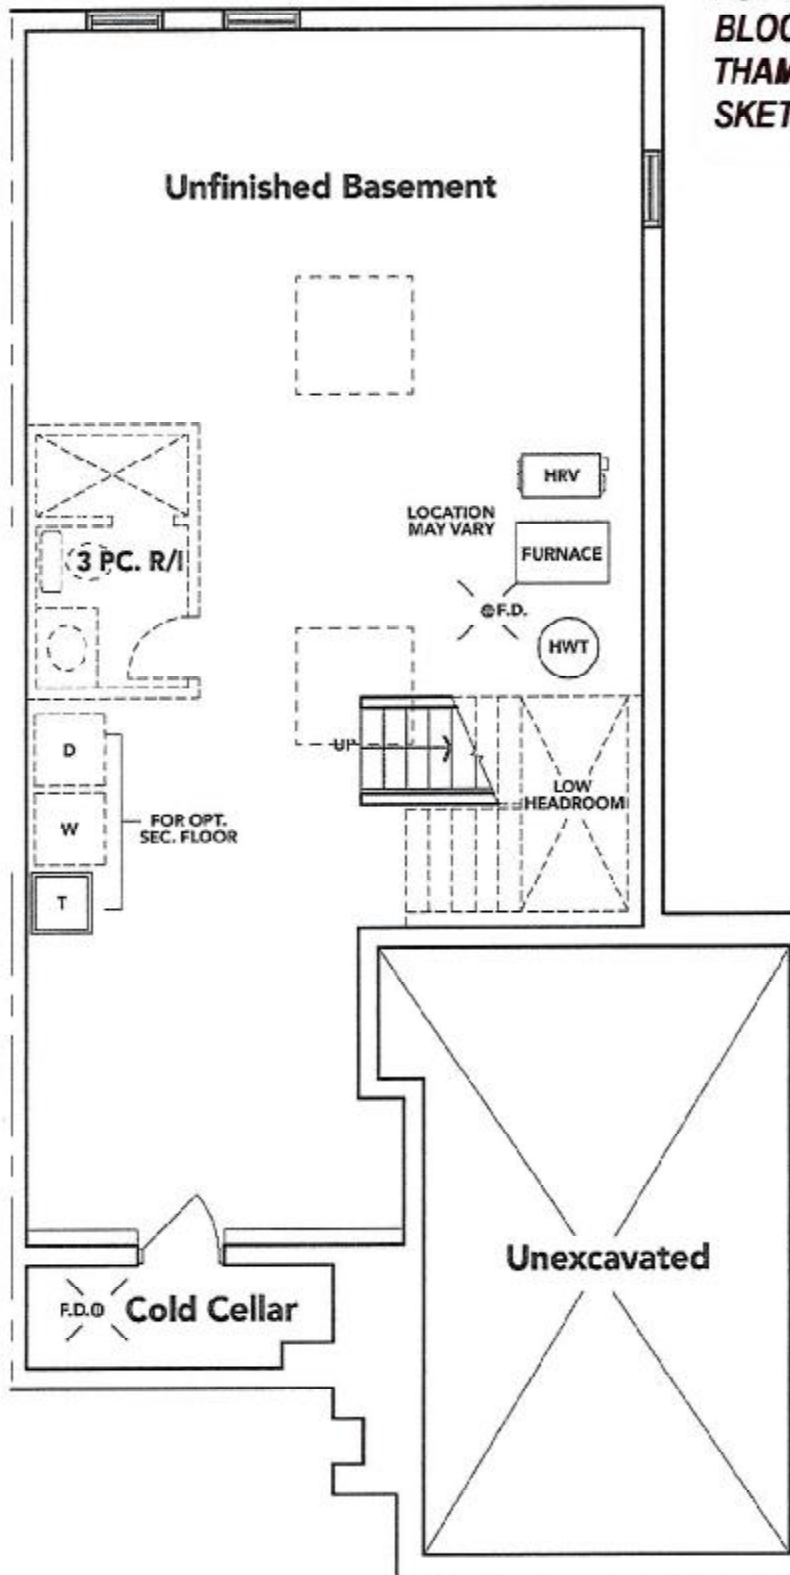 BLOC
THAM
SKET
Unfinished Basement
HRV
LOCATION
MAY VARY
FURNACE
3 PC. R/I
@F.D.
HWT
UP
D
LOW
HEADROOM
W
FOR OPT.
SEC. FLOOR
T
Unexcavated
F.D.
Cold Cellar